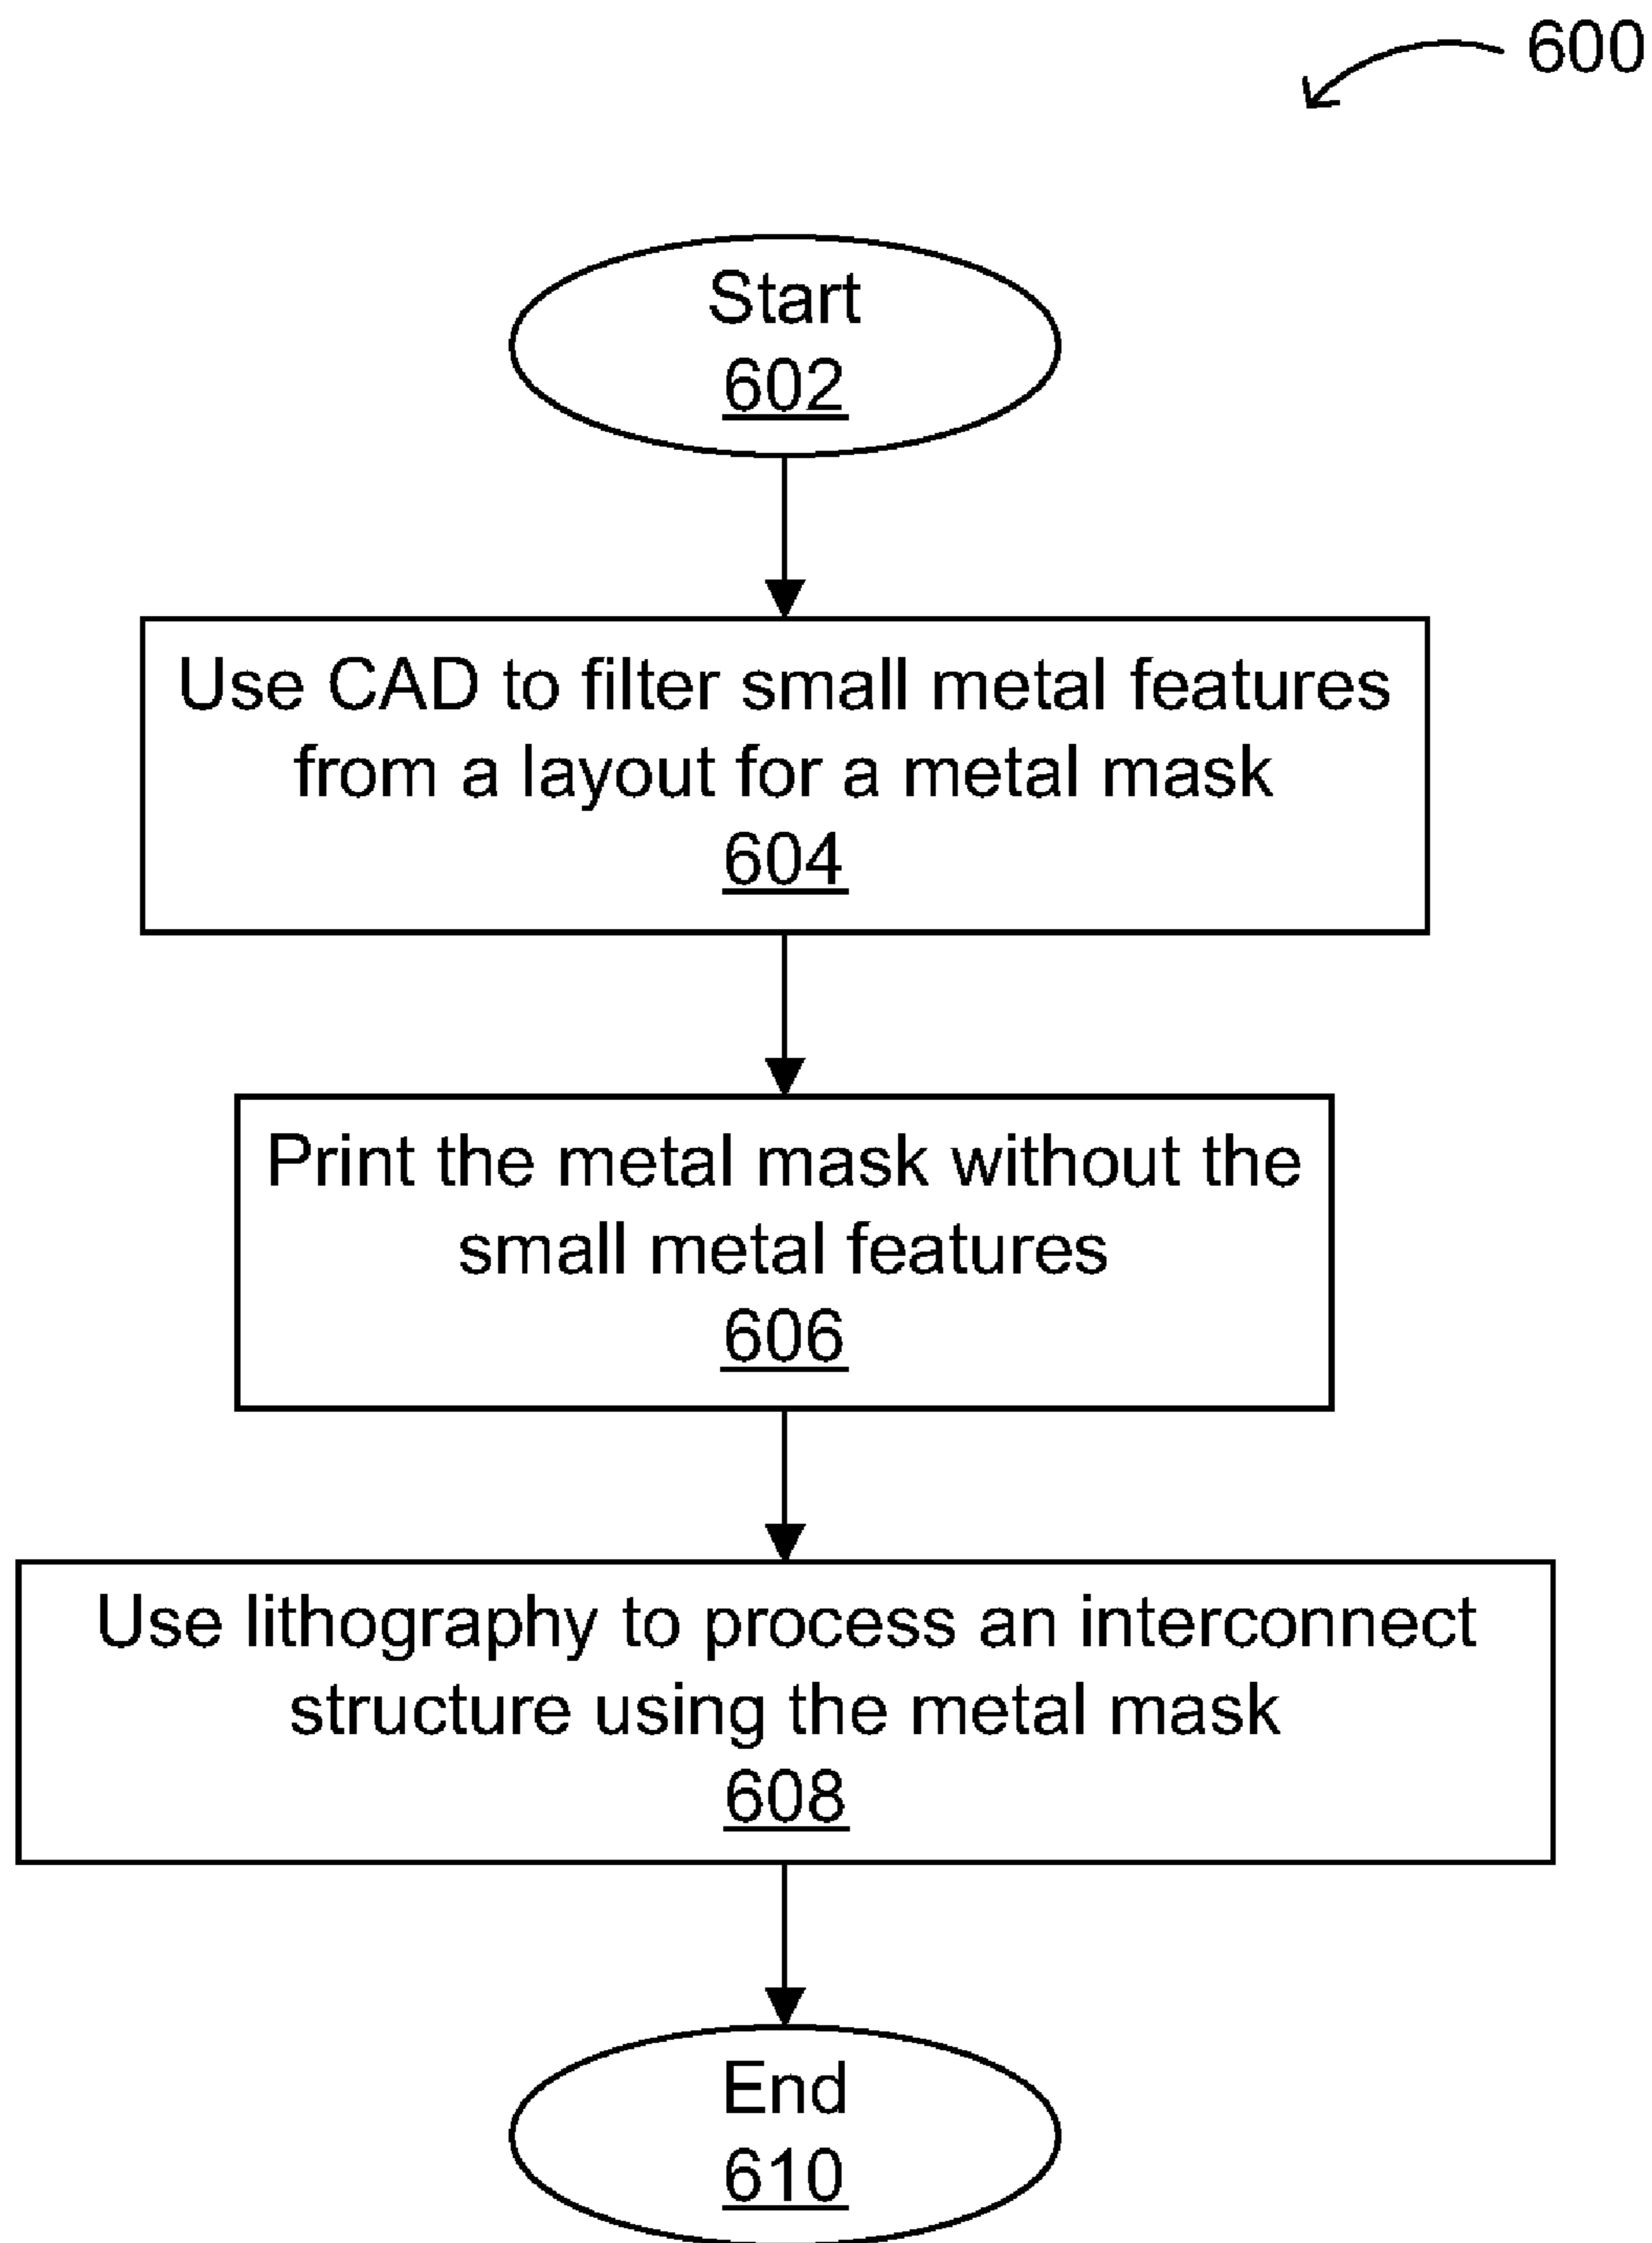 600
Start
602
Use CAD to filter small metal features
from a layout for a metal mask
604
Print the metal mask without the
small metal features
606
Use lithography to process an interconnect
structure using the metal mask
608
End
610